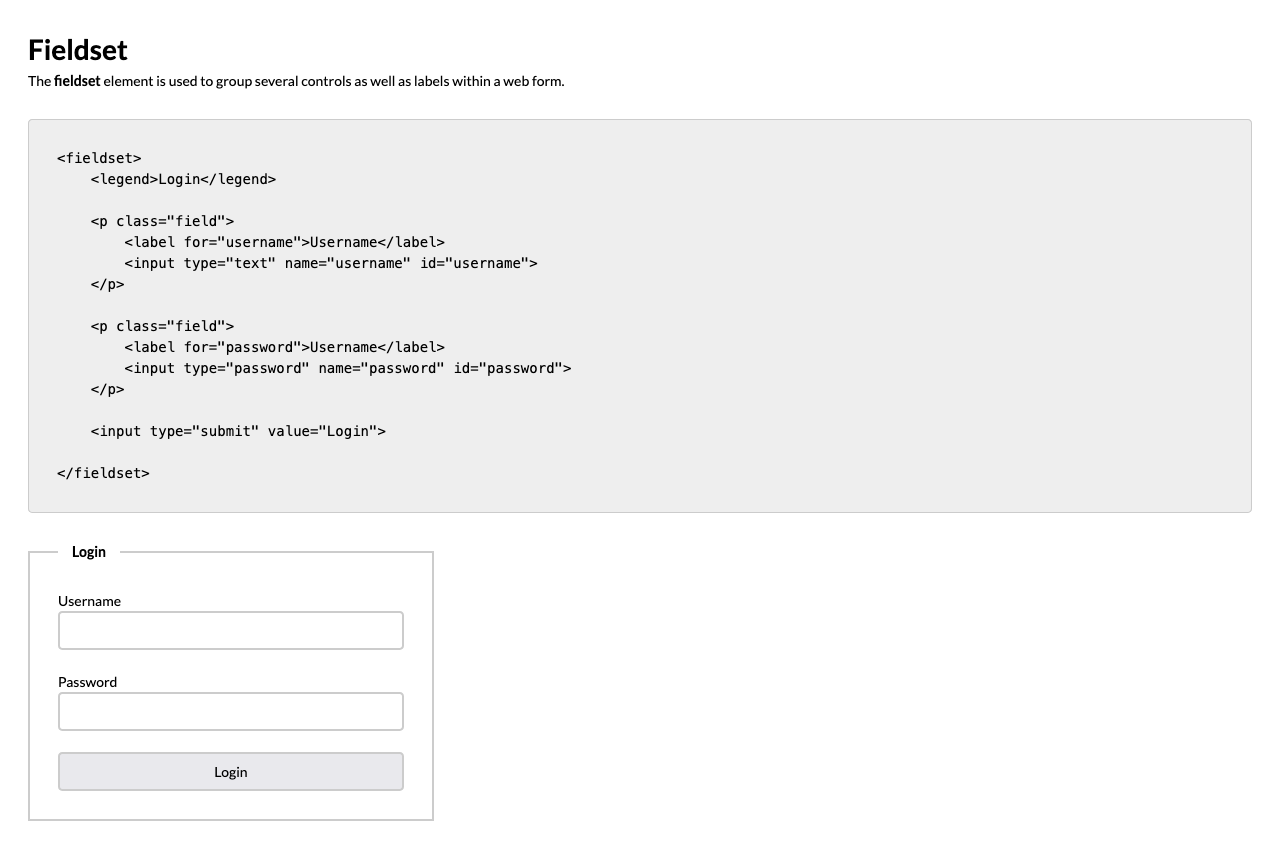 Fieldset
The fieldset element is used to group several controls as well as labels within a web form.
<fieldset>
    <legend>Login</legend>
    <p class="field">
        <label for="username">Username</label>
        <input type="text" name="username" id="username">
    </p>
    <p class="field">
        <label for="password">Username</label>
        <input type="password" name="password" id="password">
    </p>
    <input type="submit" value="Login">
</fieldset>
Login
Username
Password
Login